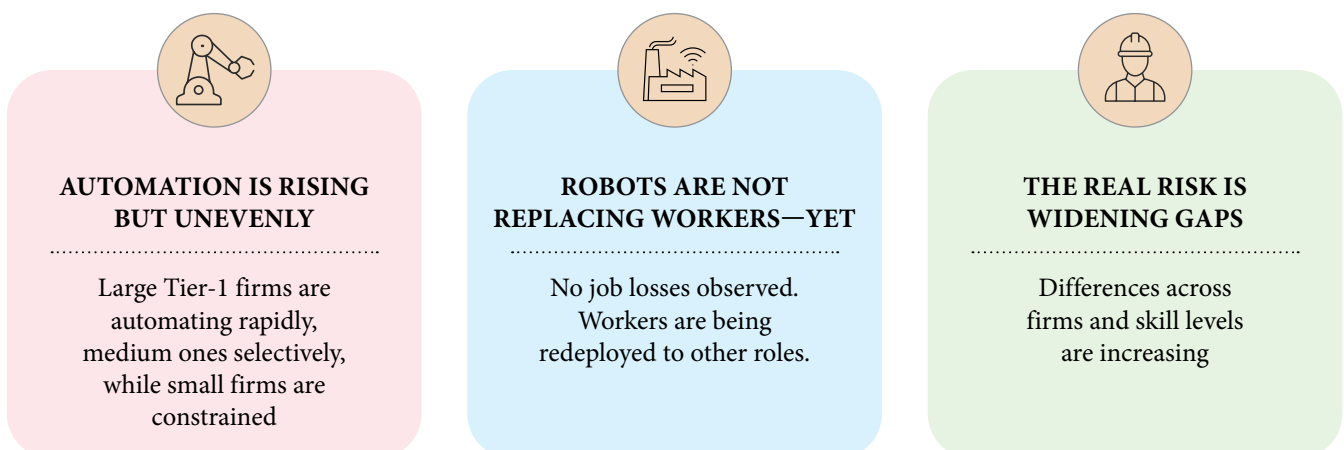 AUTOMATION IS RISING
BUT UNEVENLY
Large Tier-1 firms are
automating rapidly,
medium ones selectively,
while small firms are
constrained
ROBOTS ARE NOT
REPLACING WORKERS—YET
No job losses observed.
Workers are being
redeployed to other roles.
THE REAL RISK IS
WIDENING GAPS
Differences across
firms and skill levels
are increasing